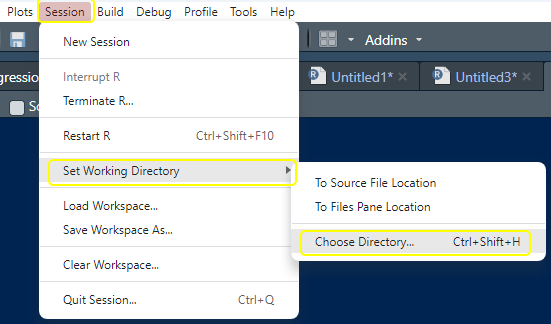 Plots Session Build Debug Profile Tools Help
New Session
Addins
Interrupt R
Untitled1* ×
Untitled3* ×
Terminate R...
Restart R Ctrl+Shift+F10
Set Working Directory
To Source File Location
Load Workspace...
To Files Pane Location
Save Workspace As...
Choose Directory... Ctrl+Shift+H
Clear Workspace...
Quit Session... Ctrl+Q